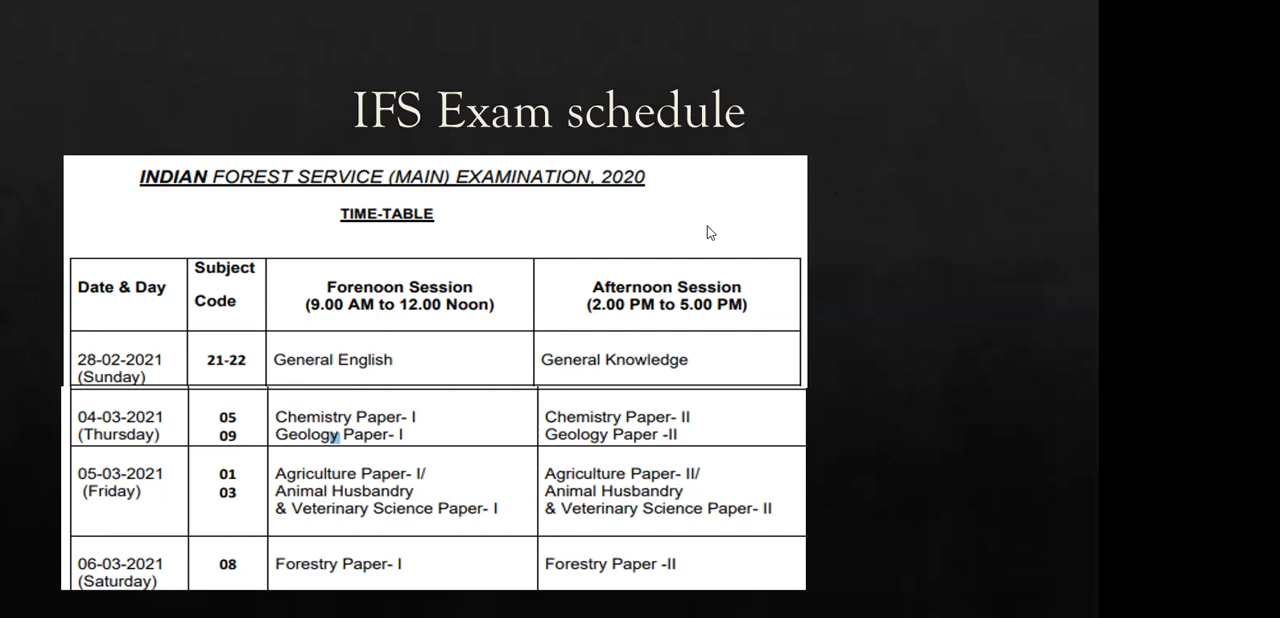 IFS Exam schedule
INDIAN FOREST SERVICE (MAIN) EXAMINATION, 2020
TIME-TABLE
Date & Day
Subject
Code
Forenoon Session
(9.00 AM to 12.00 Noon)
Afternoon Session
(2.00 PM to 5.00 PM)
28-02-2021
(Sunday)
21-22
General English
General Knowledge
04-03-2021
(Thursday)
05
09
Chemistry Paper- I
Geology Paper- I
Chemistry Paper- II
Geology Paper -II
05-03-2021
(Friday)
01
03
Agriculture Paper- I/
Animal Husbandry
& Veterinary Science Paper- I
Agriculture Paper- II/
Animal Husbandry
& Veterinary Science Paper- II
06-03-2021
(Saturday)
08
Forestry Paper- I
Forestry Paper -II